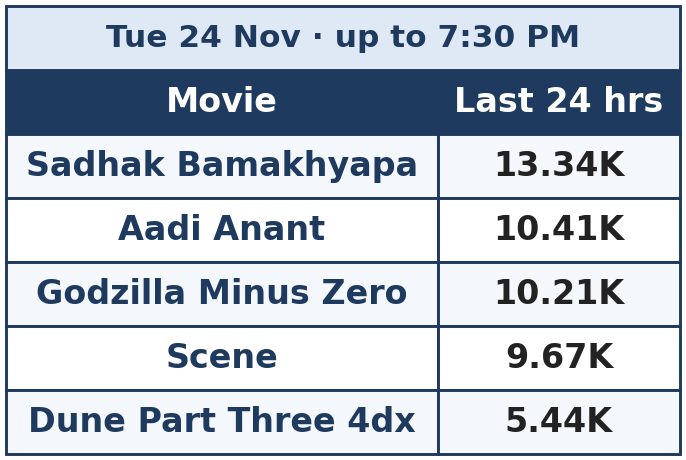 Tue 24 Nov · up to 7:30 PM
Movie Last 24 hrs
Sadhak Bamakhyapa 13.34K
Aadi Anant 10.41K
Godzilla Minus Zero 10.21K
Scene 9.67K
Dune Part Three 4dx 5.44K